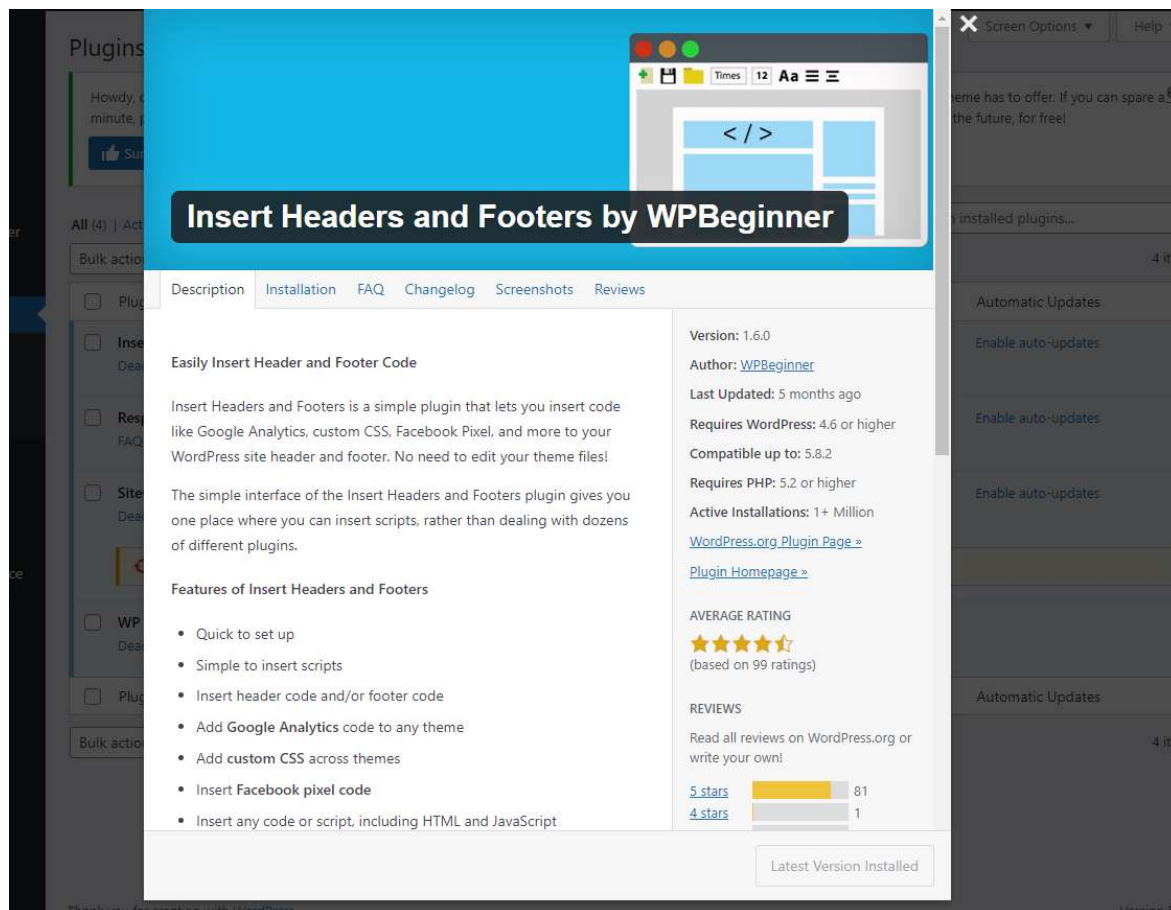 Screen Options ▼
Help
Plugins
Howdy,
eme has to offer. If you can spare a
minute,
the future, for free!
Times 12 Aa
</>
Insert Headers and Footers by WPBeginner
All (4) |
installed plugins...
Description Installation FAQ Changelog Screenshots Reviews
Automatic Updates
Easily Insert Header and Footer Code
Insert Headers and Footers is a simple plugin that lets you insert code
like Google Analytics, custom CSS, Facebook Pixel, and more to your
WordPress site header and footer. No need to edit your theme files!
The simple interface of the Insert Headers and Footers plugin gives you
one place where you can insert scripts, rather than dealing with dozens
of different plugins.
Features of Insert Headers and Footers
• Quick to set up
• Simple to insert scripts
• Insert header code and/or footer code
• Add Google Analytics code to any theme
• Add custom CSS across themes
• Insert Facebook pixel code
• Insert any code or script, including HTML and JavaScript
Version: 1.6.0
Author: WPBeginner
Last Updated: 5 months ago
Requires WordPress: 4.6 or higher
Compatible up to: 5.8.2
Requires PHP: 5.2 or higher
Active Installations: 1+ Million
WordPress.org Plugin Page »
Plugin Homepage »
AVERAGE RATING
(based on 99 ratings)
REVIEWS
Read all reviews on WordPress.org or
write your own!
5 stars 81
4 stars 1
Enable auto-updates
Enable auto-updates
Enable auto-updates
FAQ
WP
Automatic Updates
Latest Version Installed